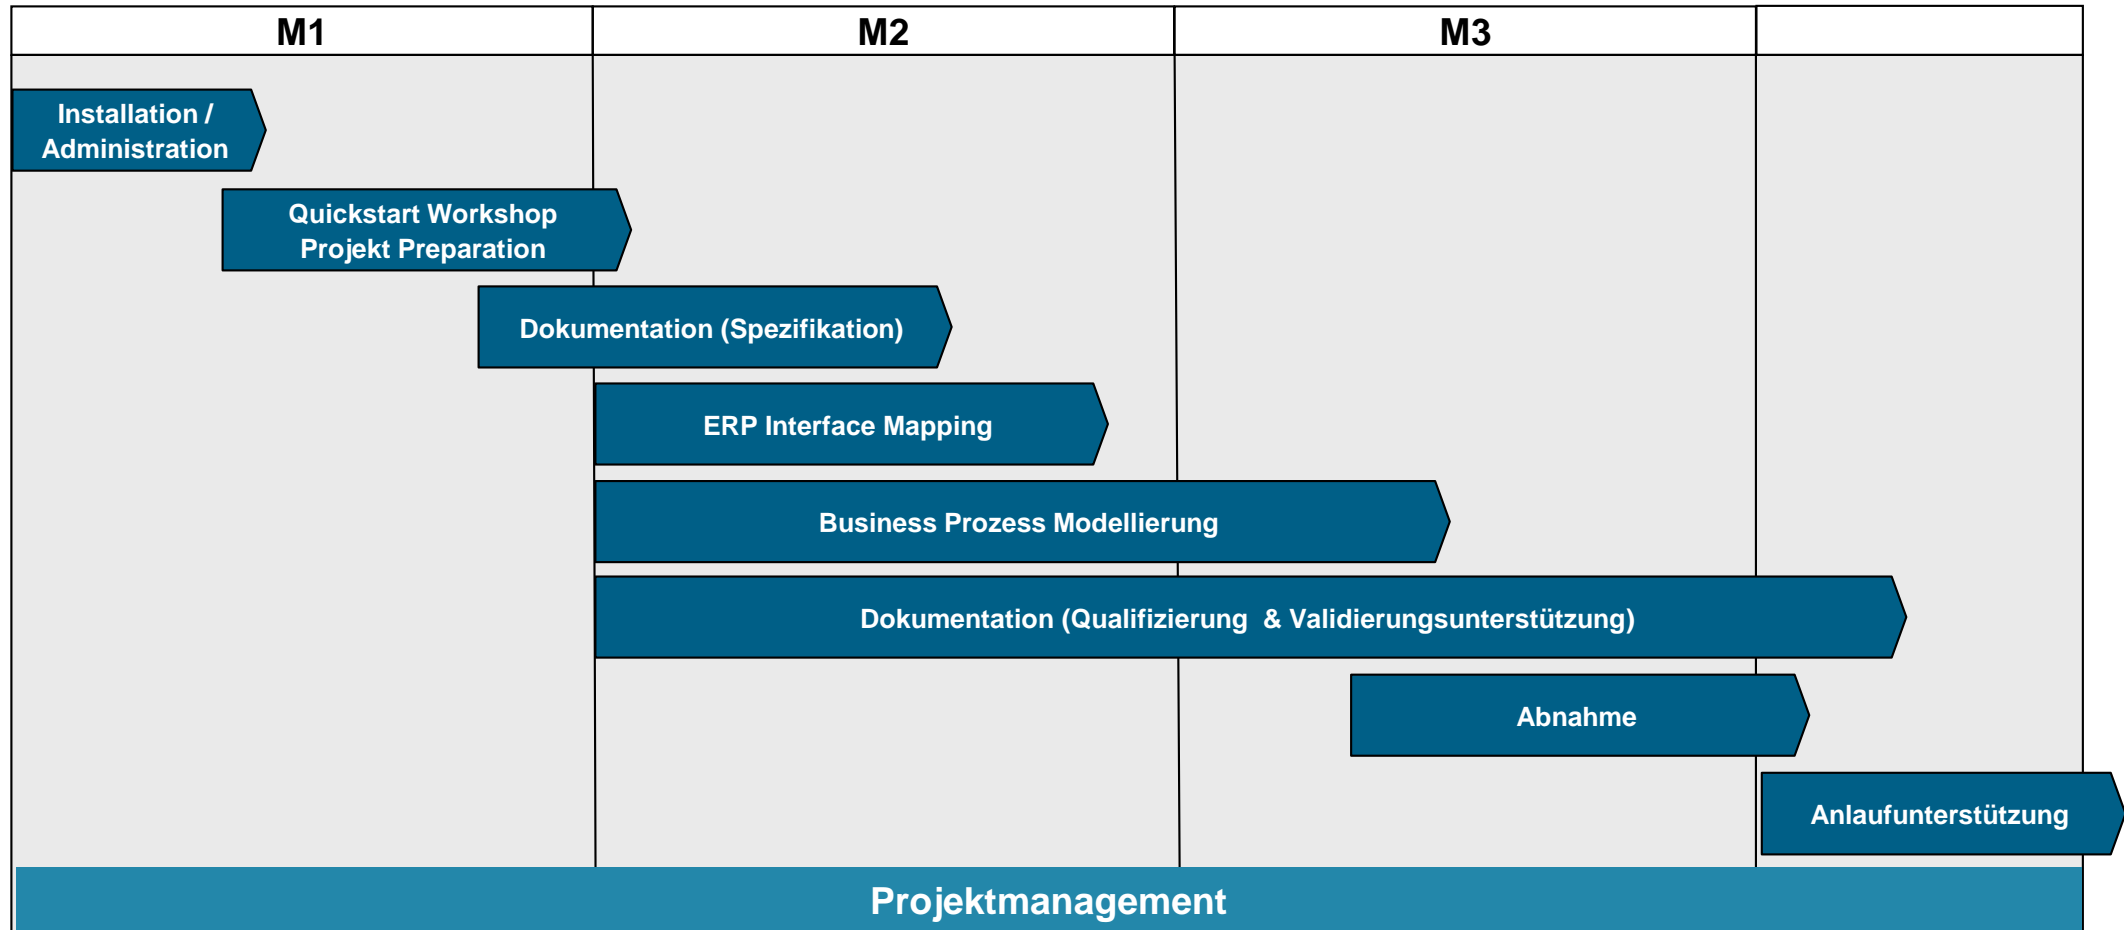 M1 M2 M3
Installation /
Administration
Quickstart Workshop
Projekt Preparation
Dokumentation (Spezifikation)
ERP Interface Mapping
Business Prozess Modellierung
Dokumentation (Qualifizierung & Validierungsunterstützung)
Abnahme
Anlaufunterstützung
Projektmanagement